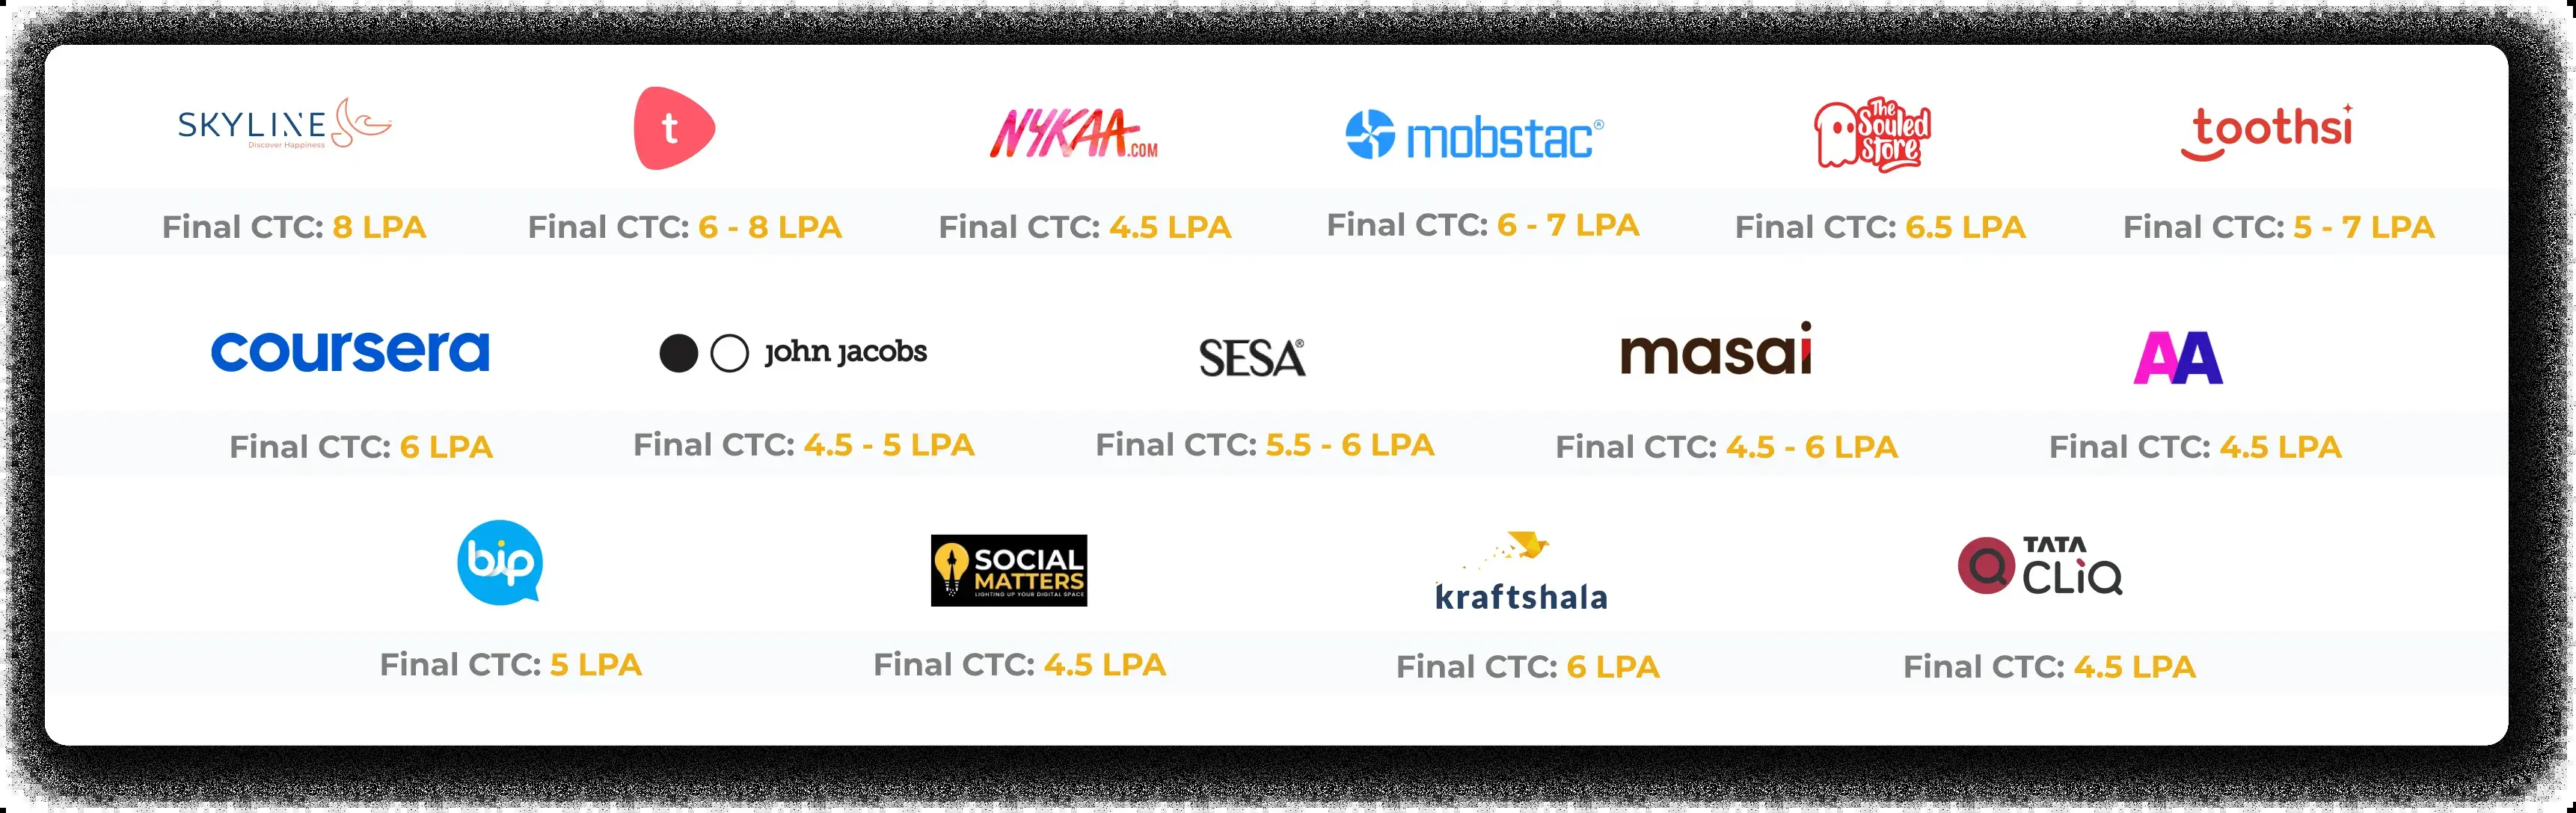 SKYLINE
Discover Happiness
t
NYKAA.COM
mobstac®
The Souled Store
toothsi
Final CTC: 8 LPA
Final CTC: 6 - 8 LPA
Final CTC: 4.5 LPA
Final CTC: 6 - 7 LPA
Final CTC: 6.5 LPA
Final CTC: 5 - 7 LPA
coursera
john jacobs
SESA®
masai
AA
Final CTC: 6 LPA
Final CTC: 4.5 - 5 LPA
Final CTC: 5.5 - 6 LPA
Final CTC: 4.5 - 6 LPA
Final CTC: 4.5 LPA
bip
SOCIAL
MATTERS
LIGHTING UP YOUR DIGITAL SPACE
kraftshala
TATA
CLiQ
Final CTC: 5 LPA
Final CTC: 4.5 LPA
Final CTC: 6 LPA
Final CTC: 4.5 LPA